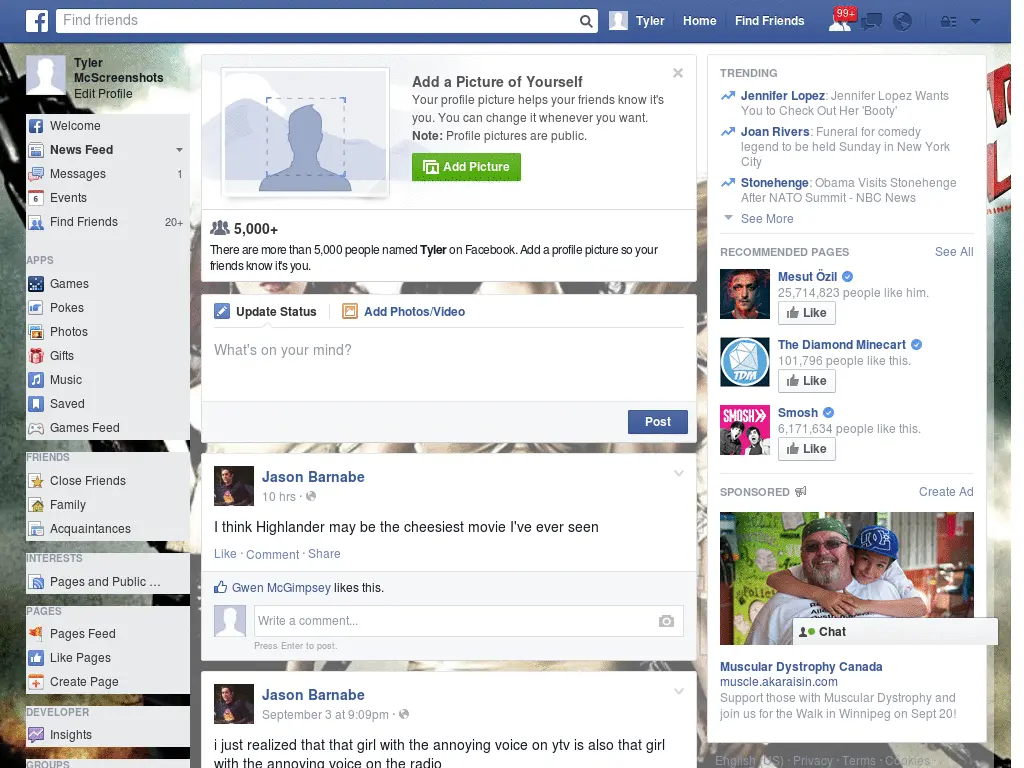 Find friends
Tyler
Home
Find Friends
99+
Tyler
McScreenshots
Edit Profile
Welcome
News Feed
Messages 1
6 Events
Find Friends 20+
APPS
Games
Pokes
Photos
Gifts
Music
Saved
Games Feed
FRIENDS
Close Friends
Family
Acquaintances
INTERESTS
Pages and Public ...
PAGES
Pages Feed
Like Pages
Create Page
DEVELOPER
Insights
GROUPS
Add a Picture of Yourself
Your profile picture helps your friends know it's
you. You can change it whenever you want.
Note: Profile pictures are public.
Add Picture
5,000+
There are more than 5,000 people named Tyler on Facebook. Add a profile picture so your
friends know it's you.
Update Status
Add Photos/Video
What's on your mind?
Post
Jason Barnabe
10 hrs ·
I think Highlander may be the cheesiest movie I've ever seen
Like · Comment · Share
Gwen McGimpsey likes this.
Write a comment...
Press Enter to post.
Jason Barnabe
September 3 at 9:09pm ·
i just realized that that girl with the annoying voice on ytv is also that girl
with the annoying voice on the radio
TRENDING
Jennifer Lopez: Jennifer Lopez Wants
You to Check Out Her 'Booty'
Joan Rivers: Funeral for comedy
legend to be held Sunday in New York
City
Stonehenge: Obama Visits Stonehenge
After NATO Summit - NBC News
See More
RECOMMENDED PAGES See All
Mesut Özil
25,714,823 people like him.
Like
The Diamond Minecart
101,796 people like this.
Like
TDM
Smosh
6,171,634 people like this.
Like
SMOSH
SPONSORED Create Ad
Chat
Muscular Dystrophy Canada
muscle.akaraisin.com
Support those with Muscular Dystrophy and
join us for the Walk in Winnipeg on Sept 20!
English (US) · Privacy · Terms · Cookies ·